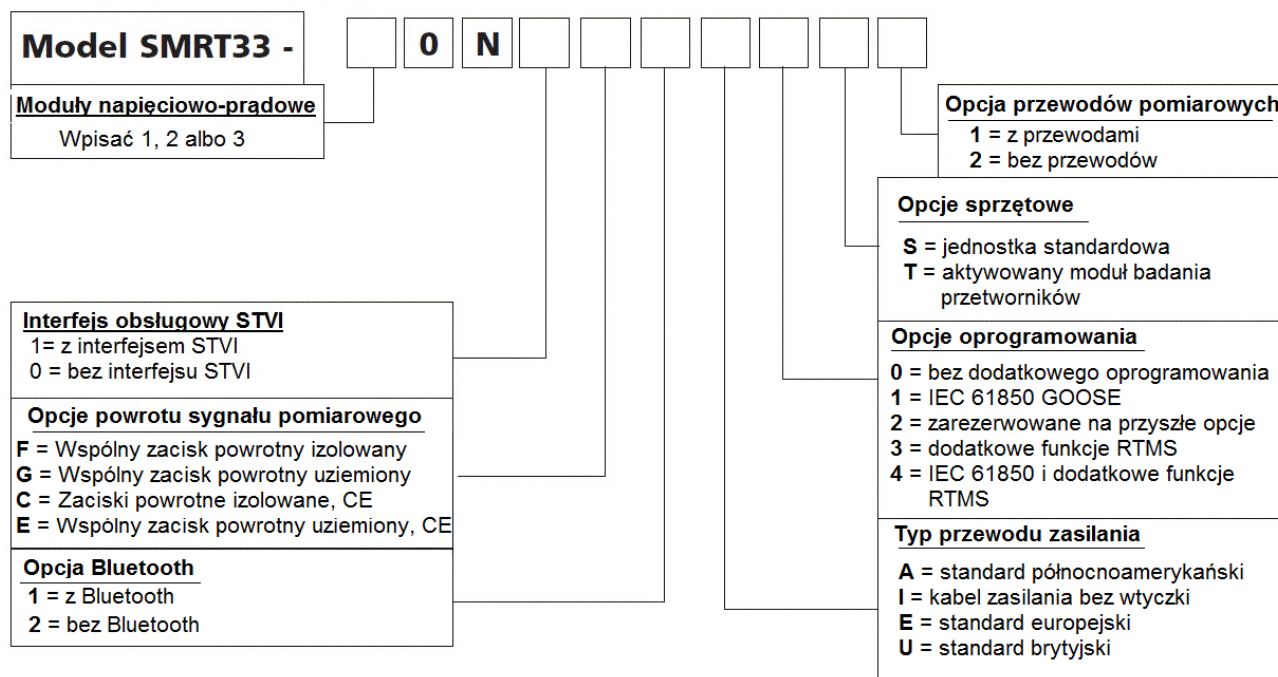 Model SMRT33 - 0 N
Moduły napięciowo-prądowe
Wpisać 1, 2 albo 3
Opcja przewodów pomiarowych
1 = z przewodami
2 = bez przewodów
Opcje sprzętowe
S = jednostka standardowa
T = aktywowany moduł badania
przetworników
Interfejs obsługowy STVI
1= z interfejsem STVI
0 = bez interfejsu STVI
Opcje powrotu sygnału pomiarowego
F = Wspólny zacisk powrotny izolowany
G = Wspólny zacisk powrotny uziemiony
C = Zaciski powrotne izolowane, CE
E = Wspólny zacisk powrotny uziemiony, CE
Opcja Bluetooth
1 = z Bluetooth
2 = bez Bluetooth
Opcje oprogramowania
0 = bez dodatkowego oprogramowania
1 = IEC 61850 GOOSE
2 = zarezerwowane na przyszłe opcje
3 = dodatkowe funkcje RTMS
4 = IEC 61850 i dodatkowe funkcje
RTMS
Typ przewodu zasilania
A = standard północnoamerykański
I = kabel zasilania bez wtyczki
E = standard europejski
U = standard brytyjski